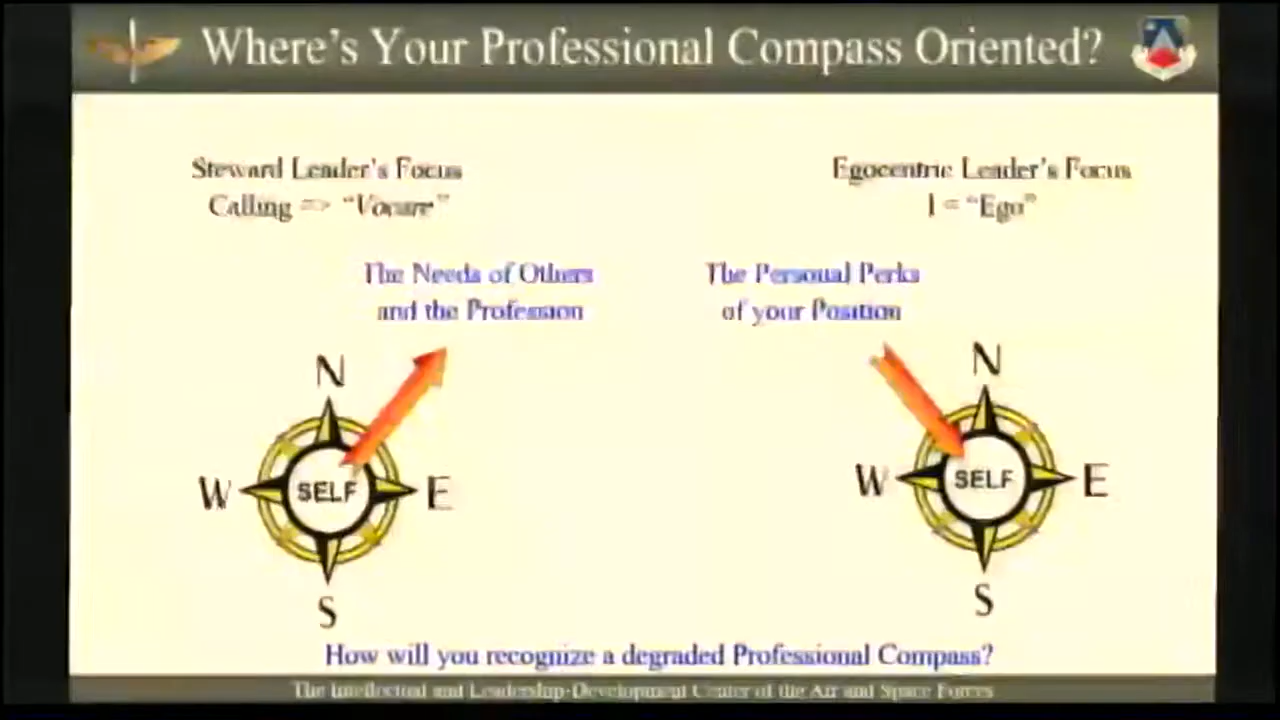 Where's Your Professional Compass Oriented?
Steward Leader's Focus
Calling => "Vocare"
Egocentric Leader's Focus
I = "Ego"
The Needs of Others
and the Profession
The Personal Perks
of your Position
N
W
SELF
E
S
N
W
SELF
E
S
How will you recognize a degraded Professional Compass?
The Intellectual and Leadership-Development Center of the Air and Space Forces